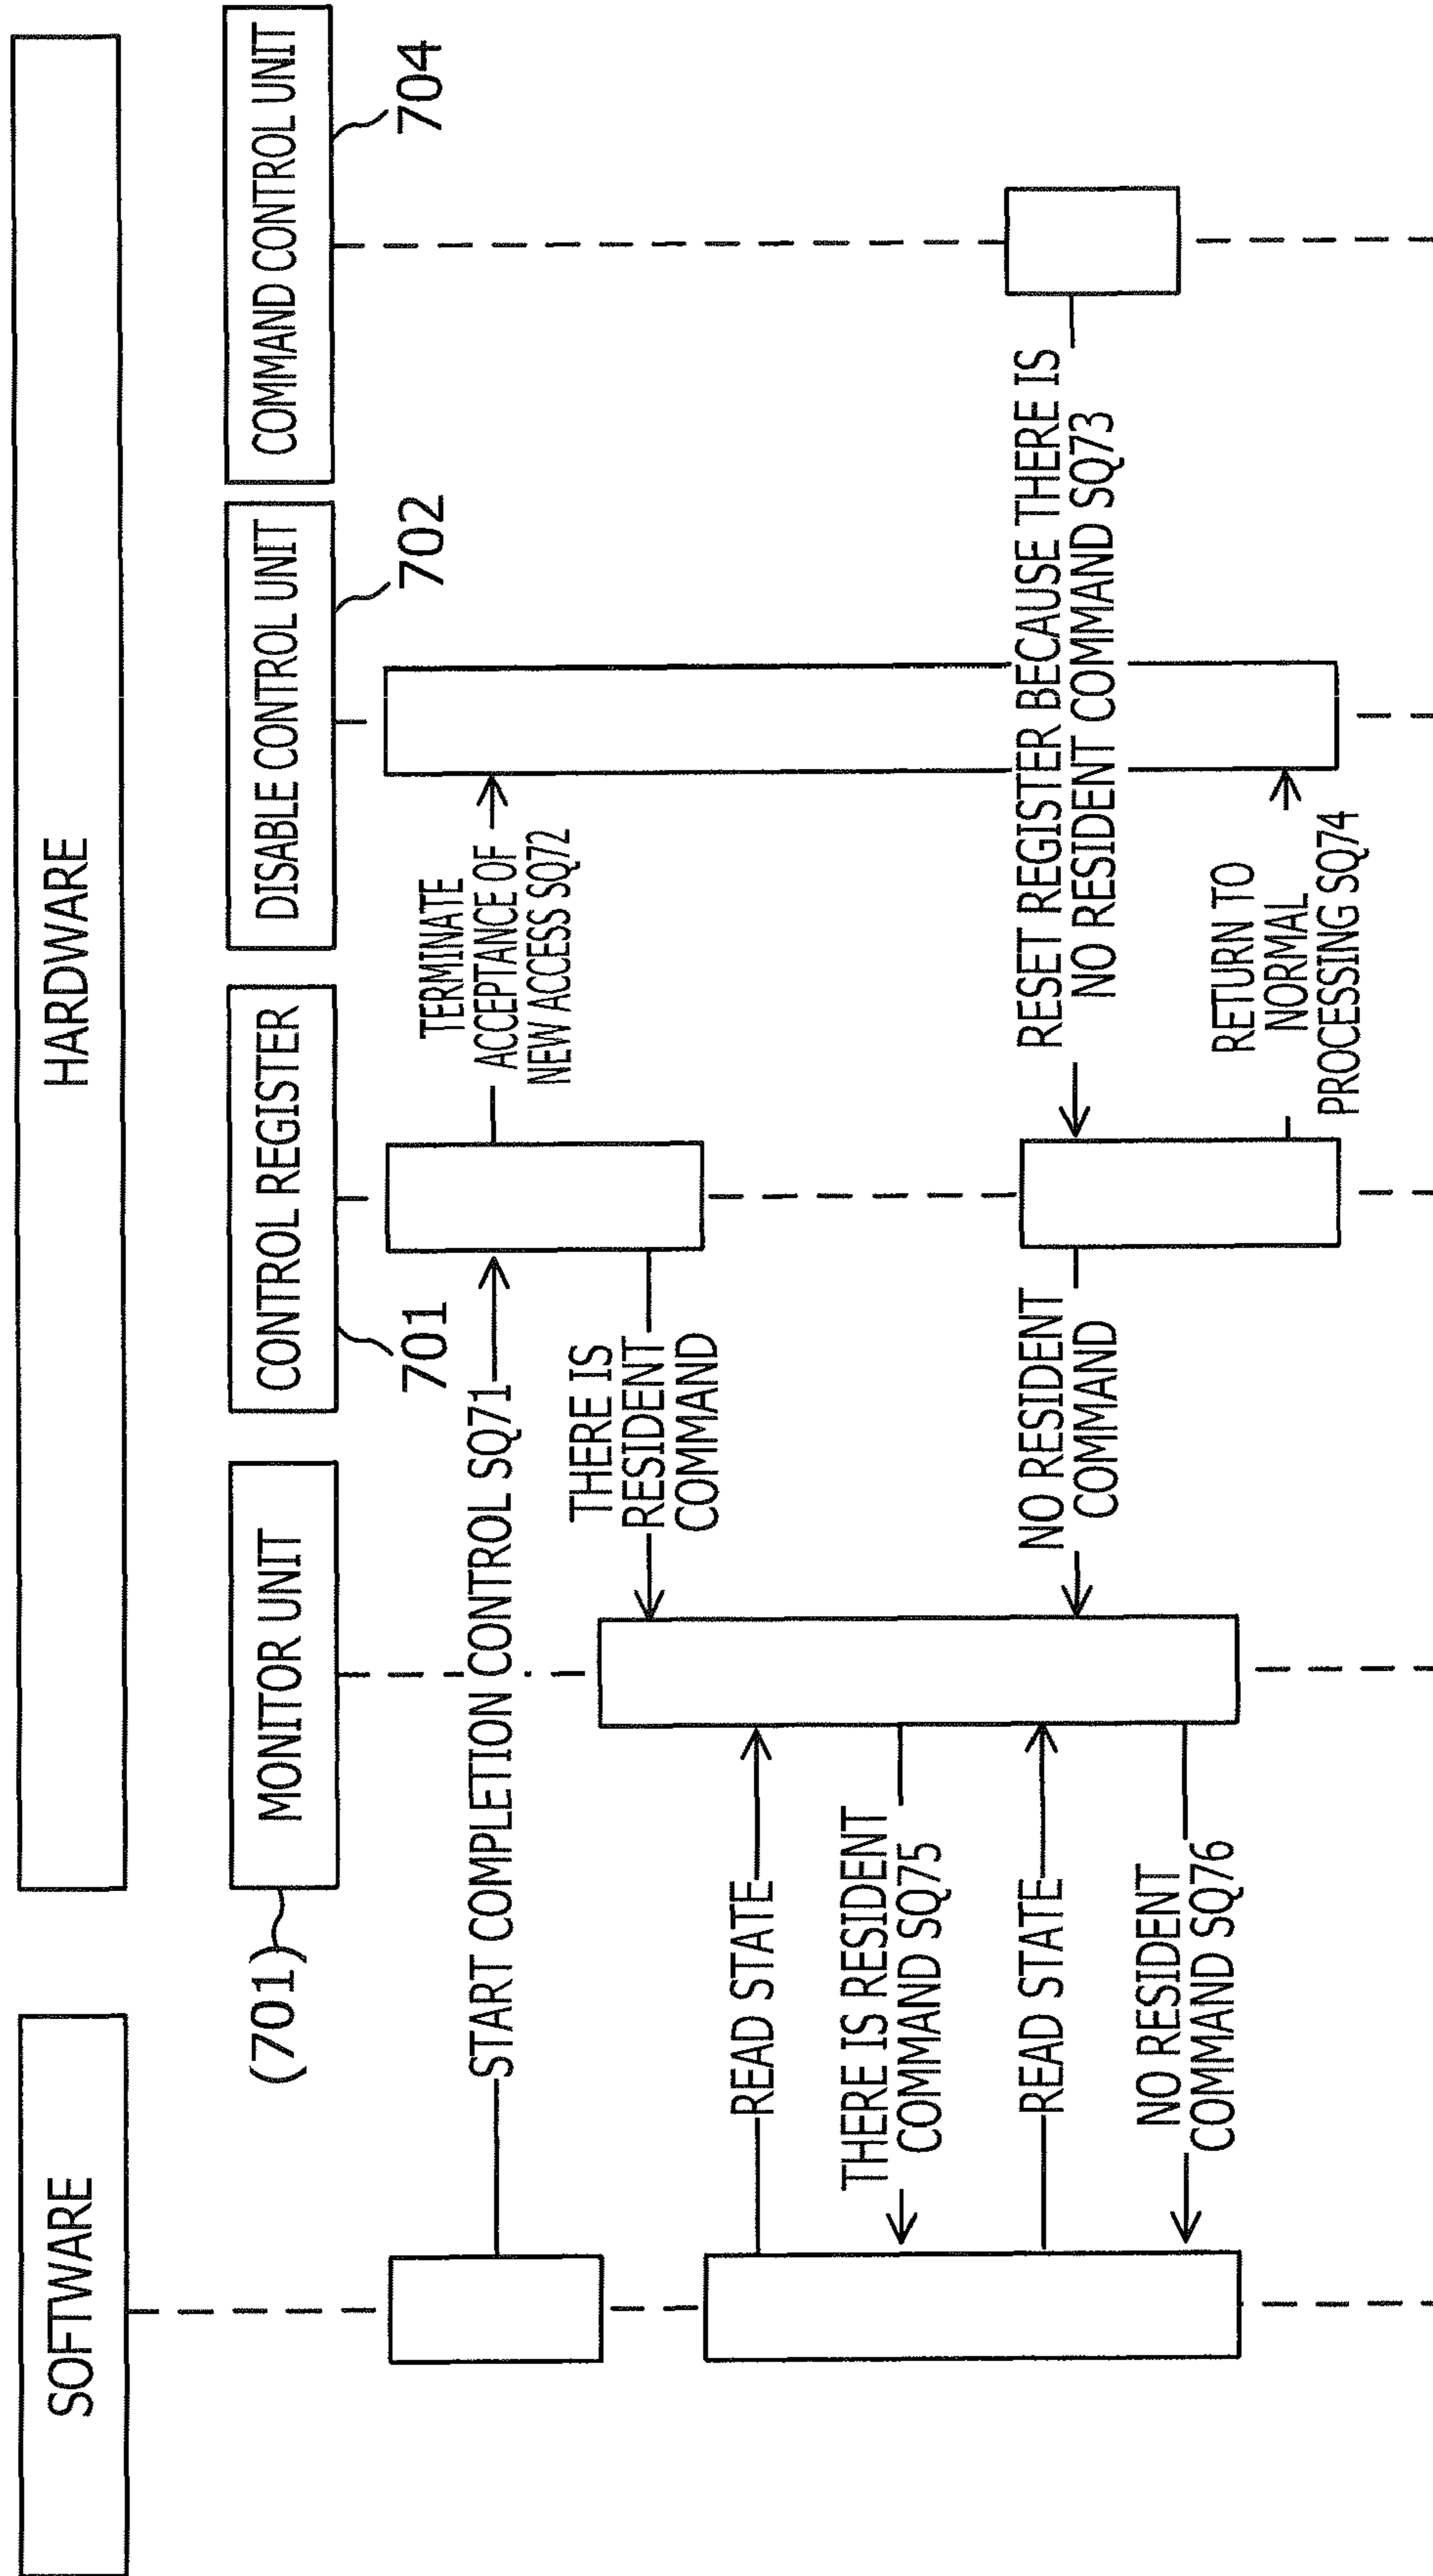 SOFTWARE
HARDWARE
(701)
MONITOR UNIT
CONTROL REGISTER
701
DISABLE CONTROL UNIT
702
COMMAND CONTROL UNIT
704
START COMPLETION CONTROL SQ71
TERMINATE
ACCEPTANCE OF
NEW ACCESS SQ72
THERE IS
RESIDENT
COMMAND
READ STATE
THERE IS RESIDENT
COMMAND SQ75
RESET REGISTER BECAUSE THERE IS
NO RESIDENT COMMAND SQ73
NO RESIDENT
COMMAND
READ STATE
NO RESIDENT
COMMAND SQ76
RETURN TO
NORMAL
PROCESSING SQ74